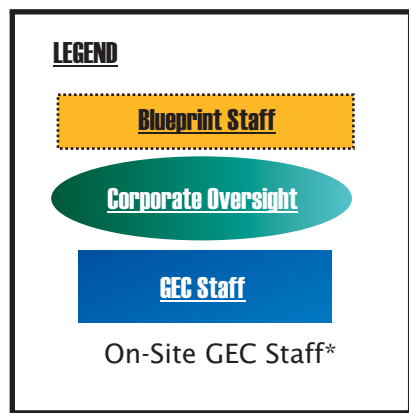 LEGEND
Blueprint Staff
Corporate Oversight
GEC Staff
On-Site GEC Staff*